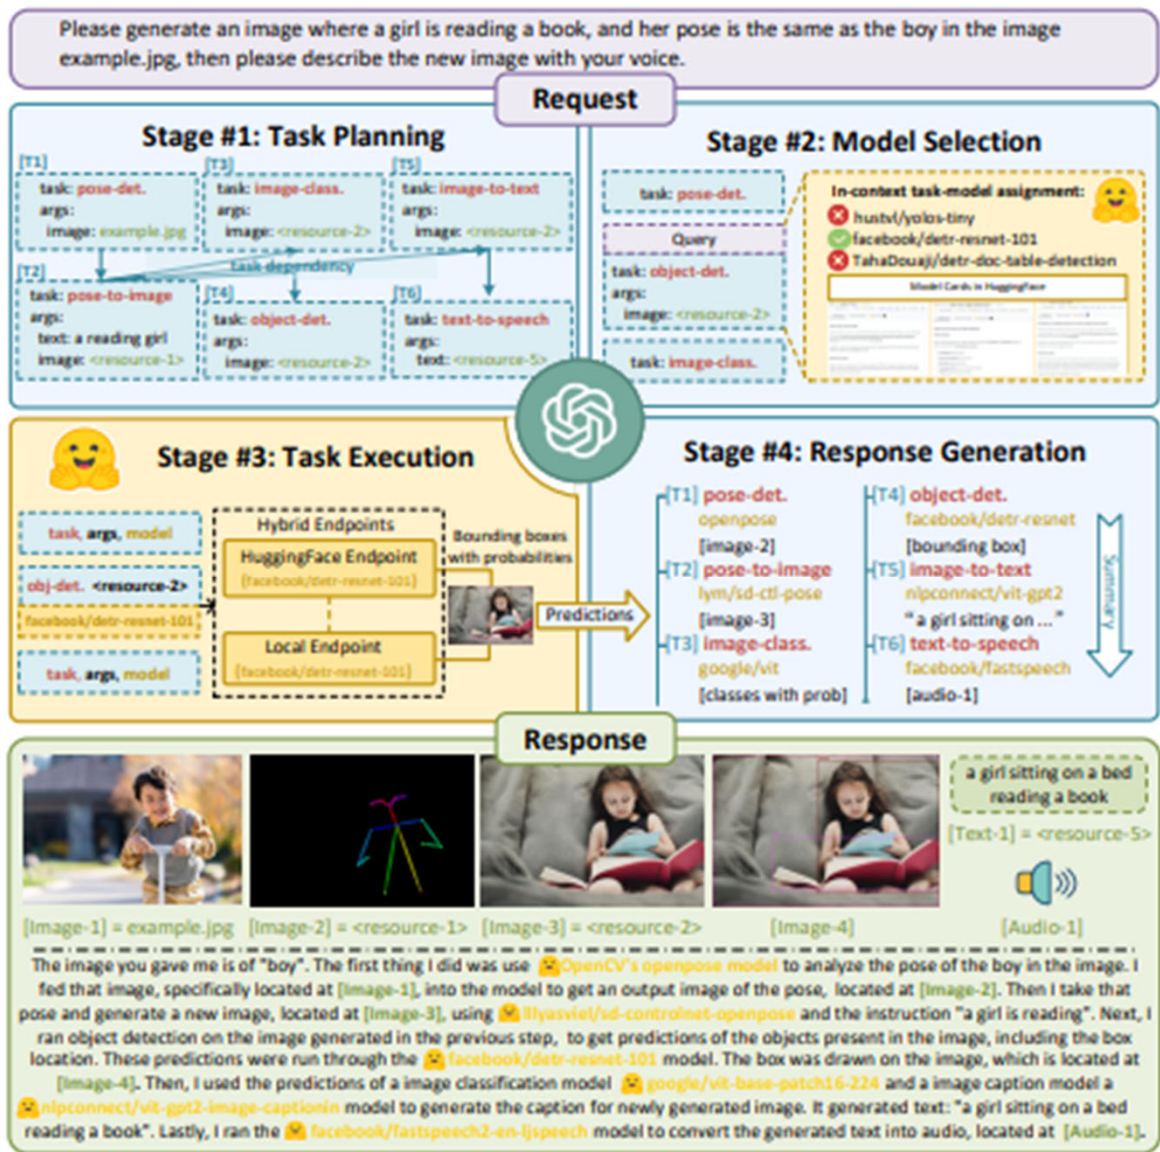 Please generate an image where a girl is reading a book, and her pose is the same as the boy in the image
example.jpg, then please describe the new image with your voice.
Request
Stage #1: Task Planning
[T1]
task: pose-det.
args:
image: example.jpg
[T3]
task: image-class.
args:
image: <resource-2>
[T5]
task: image-to-text
args:
image: <resource-2>
task dependency
[T2]
task: pose-to-image
args:
text: a reading girl
image: <resource-1>
[T4]
task: object-det.
args:
image: <resource-2>
[T6]
task: text-to-speech
args:
text: <resource-5>
Stage #2: Model Selection
task: pose-det.
Query
task: object-det.
args:
image: <resource-2>
task: image-class.
In-context task-model assignment:
hustvl/yolos-tiny
facebook/detr-resnet-101
TahaDouaji/detr-doc-table-detection
Model Cards in HuggingFace
Stage #3: Task Execution
task, args, model
obj-det. <resource-2>
facebook/detr-resnet-101
task, args, model
Hybrid Endpoints
HuggingFace Endpoint
(facebook/detr-resnet-101)
Local Endpoint
(facebook/detr-resnet-101)
Bounding boxes
with probabilities
Predictions
Stage #4: Response Generation
[T1] pose-det.
openpose
[image-2]
[T2] pose-to-image
lym/sd-ctl-pose
[image-3]
[T3] image-class.
google/vit
[classes with prob]
[T4] object-det.
facebook/detr-resnet
[bounding box]
[T5] image-to-text
nlpconnect/vit-gpt2
"a girl sitting on ..."
[T6] text-to-speech
facebook/fastspeech
[audio-1]
Summary
Response
a girl sitting on a bed
reading a book
[Text-1] = <resource-5>
[Image-1] = example.jpg
[Image-2] = <resource-1>
[Image-3] = <resource-2>
[Image-4]
[Audio-1]
The image you gave me is of "boy". The first thing I did was use OpenCV's openpose model to analyze the pose of the boy in the image. I
fed that image, specifically located at [Image-1], into the model to get an output image of the pose, located at [Image-2]. Then I take that
pose and generate a new image, located at [Image-3], using lllyasviel/sd-controlnet-openpose and the instruction "a girl is reading". Next, I
ran object detection on the image generated in the previous step, to get predictions of the objects present in the image, including the box
location. These predictions were run through the facebook/detr-resnet-101 model. The box was drawn on the image, which is located at
[Image-4]. Then, I used the predictions of a image classification model google/vit-base-patch16-224 and a image caption model a
nlpconnect/vit-gpt2-image-captionin model to generate the caption for newly generated image. It generated text: "a girl sitting on a bed
reading a book". Lastly, I ran the facebook/fastspeech2-en-ljspeech model to convert the generated text into audio, located at [Audio-1].